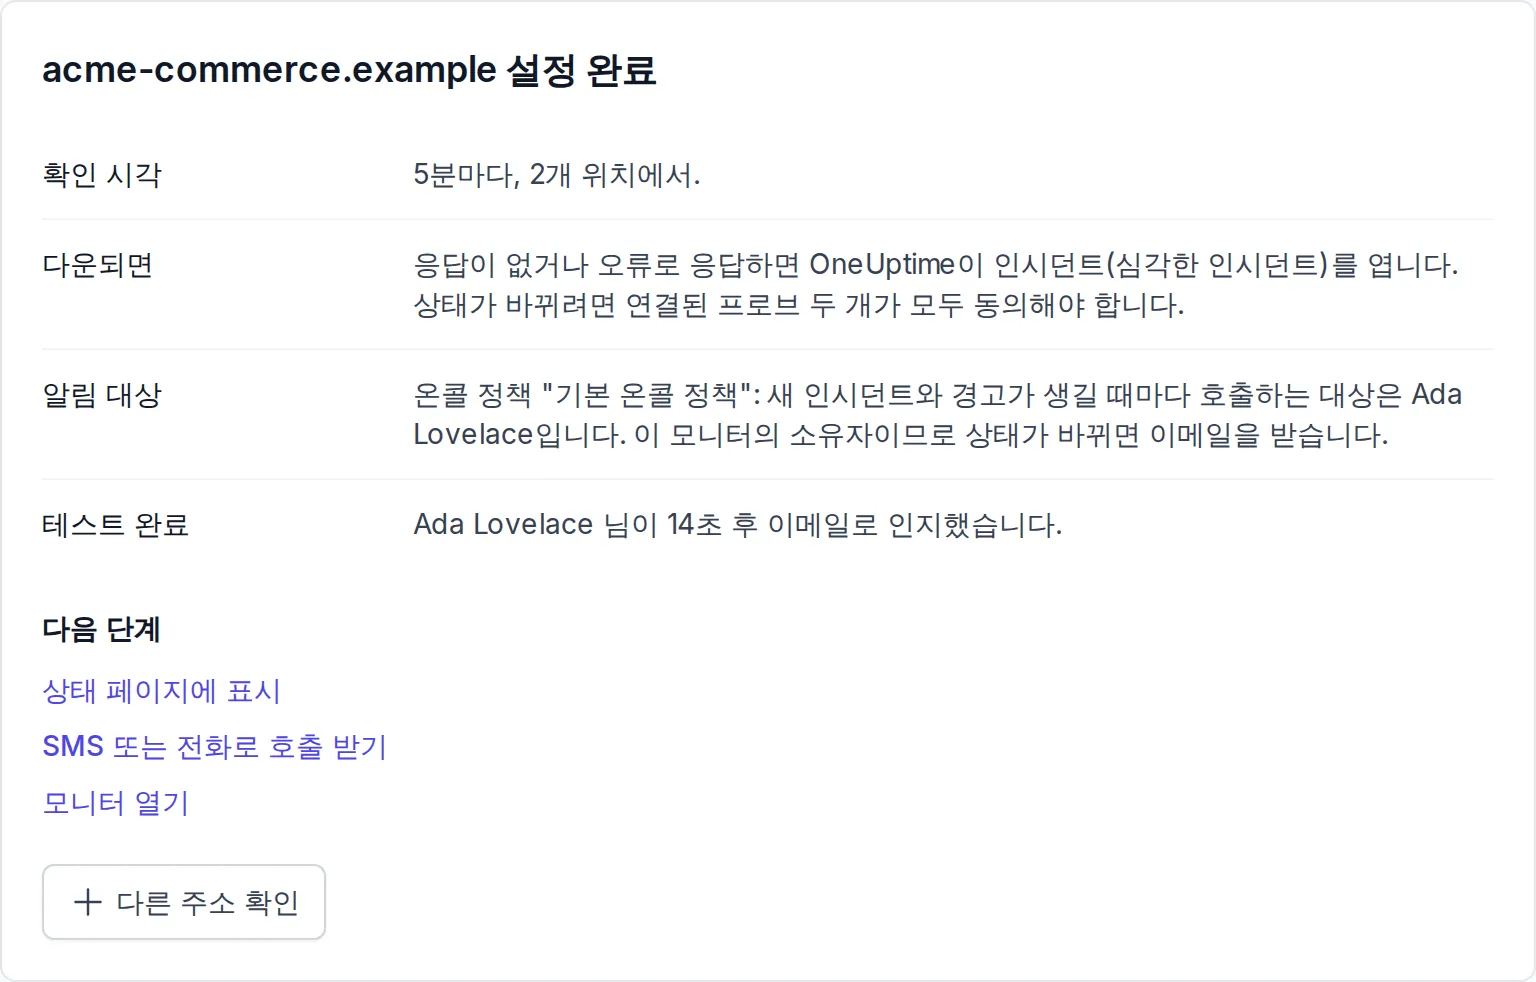 acme-commerce.example 설정 완료
확인 시각
5분마다, 2개 위치에서.
다운되면
응답이 없거나 오류로 응답하면 OneUptime이 인시던트(심각한 인시던트)를 엽니다.
상태가 바뀌려면 연결된 프로브 두 개가 모두 동의해야 합니다.
알림 대상
온콜 정책 "기본 온콜 정책": 새 인시던트와 경고가 생길 때마다 호출하는 대상은 Ada
Lovelace입니다. 이 모니터의 소유자이므로 상태가 바뀌면 이메일을 받습니다.
테스트 완료
Ada Lovelace 님이 14초 후 이메일로 인지했습니다.
다음 단계
상태 페이지에 표시
SMS 또는 전화로 호출 받기
모니터 열기
다른 주소 확인